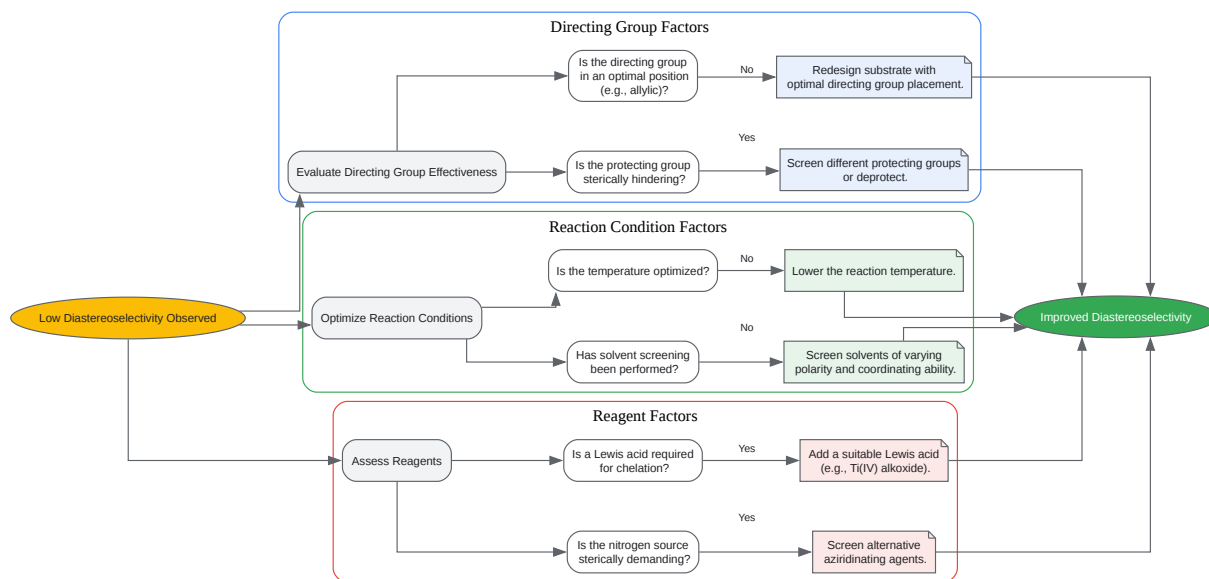 Directing Group Factors
Is the directing group
in an optimal position
(e.g., allylic)?
No
Redesign substrate with
optimal directing group placement.
Evaluate Directing Group Effectiveness
Is the protecting group
sterically hindering?
Yes
Screen different protecting groups
or deprotect.
Reaction Condition Factors
Is the temperature optimized?
No
Lower the reaction temperature.
Low Diastereoselectivity Observed
Optimize Reaction Conditions
Improved Diastereoselectivity
Has solvent screening
been performed?
No
Screen solvents of varying
polarity and coordinating ability.
Reagent Factors
Assess Reagents
Is a Lewis acid required
for chelation?
Yes
Add a suitable Lewis acid
(e.g., Ti(IV) alkoxide).
Is the nitrogen source
sterically demanding?
Yes
Screen alternative
aziridinating agents.